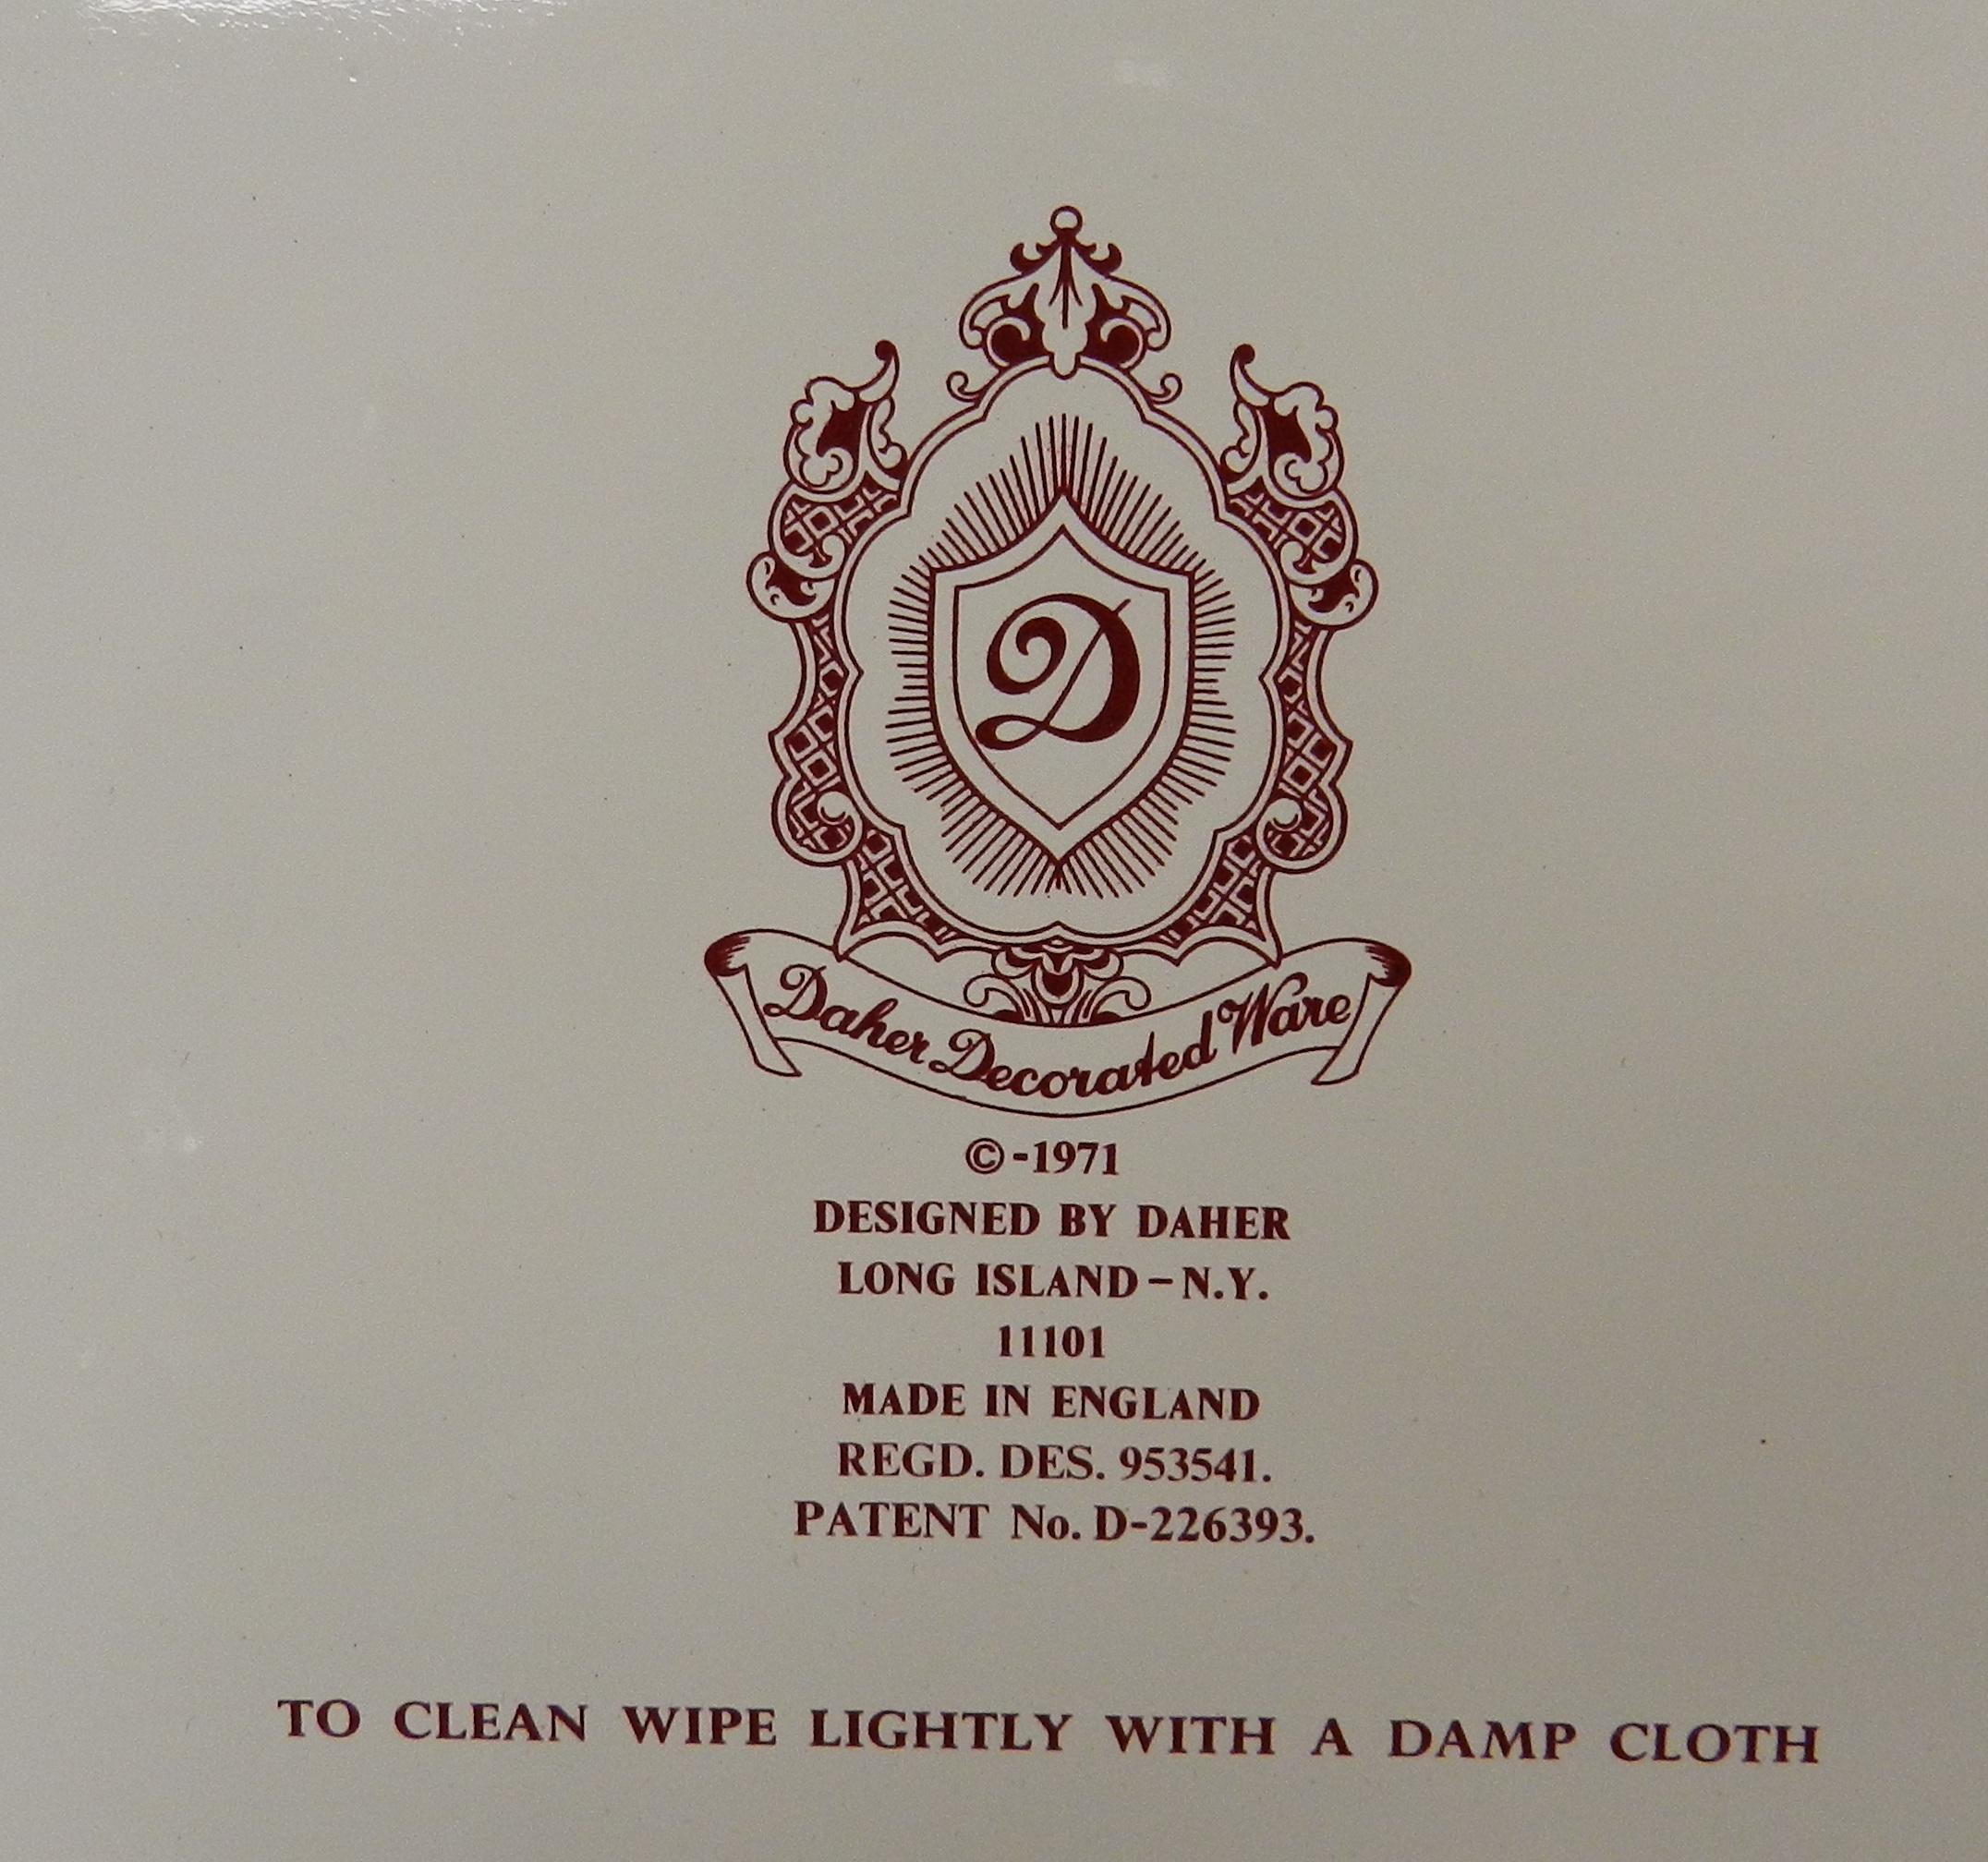 D
Daher Decorated Ware
©-1971
DESIGNED BY DAHER
LONG ISLAND-N.Y.
11101
MADE IN ENGLAND
REGD. DES. 953541.
PATENT No. D-226393.
TO CLEAN WIPE LIGHTLY WITH A DAMP CLOTH